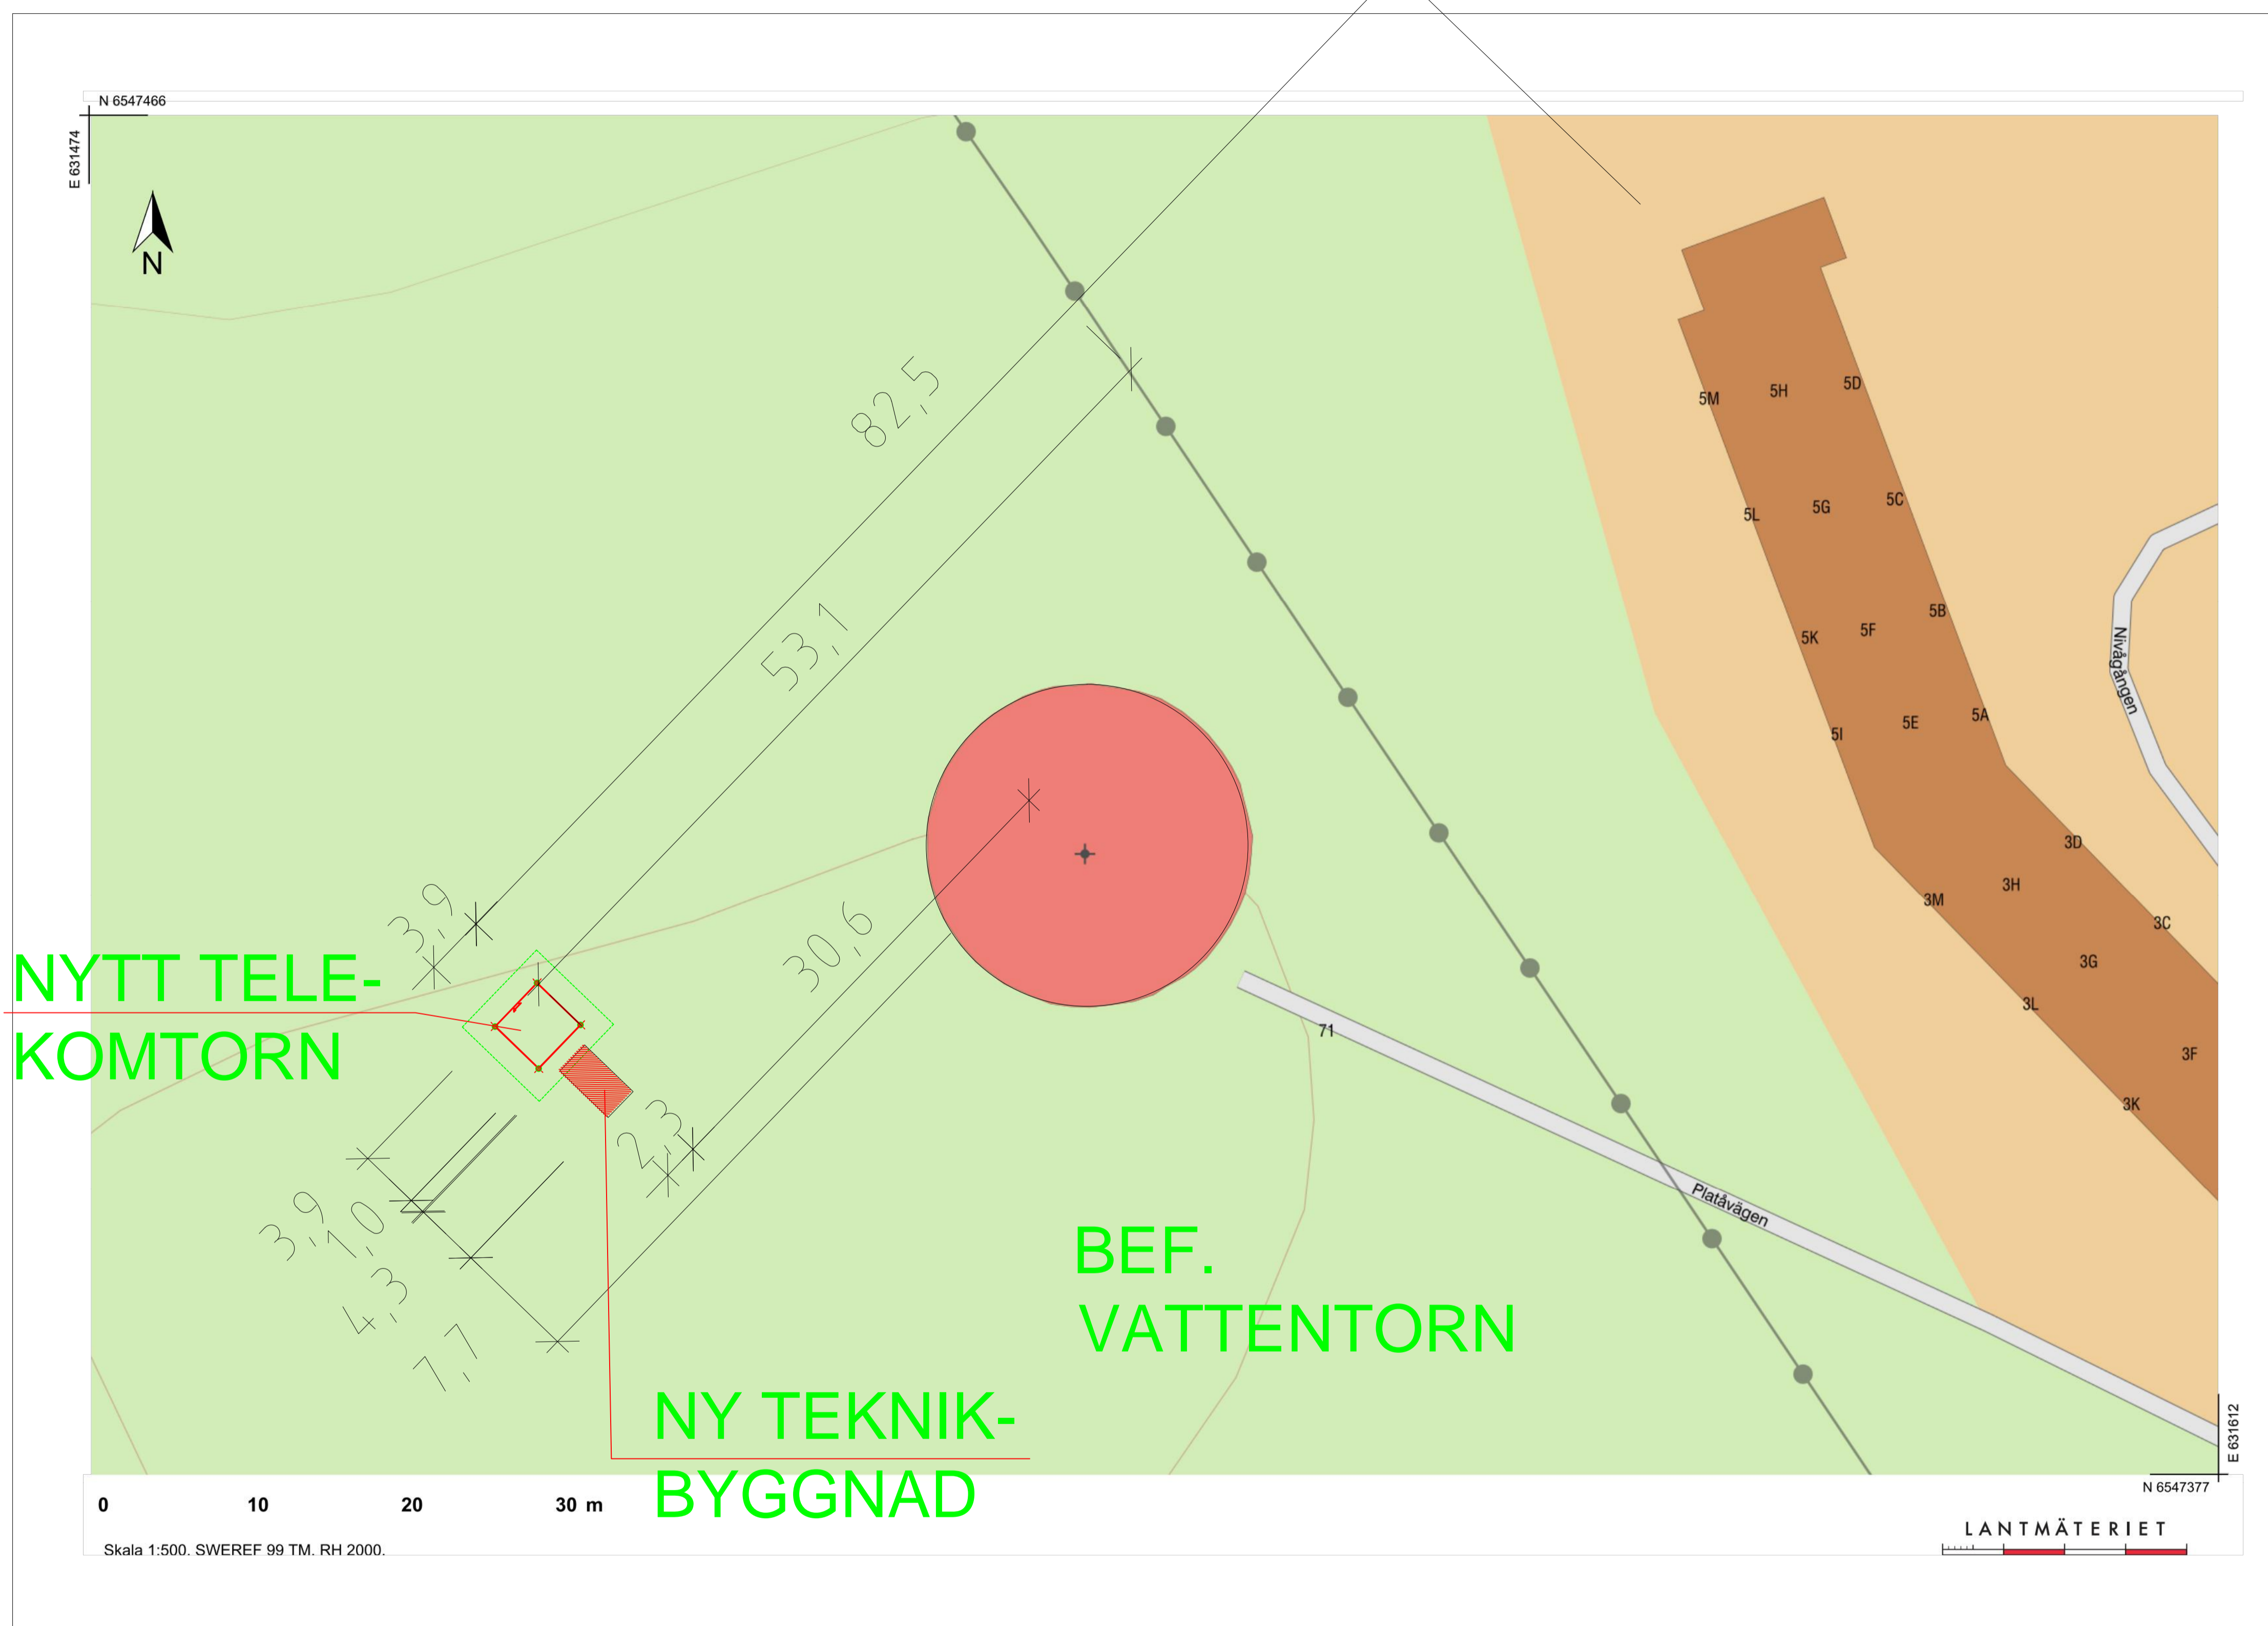 N 6547466
E 631474
N
82,5
53,1
3,9
30,6
2,3
3,9
1,0
4,3
7,7
NYTT TELE-
KOMTORN
NY TEKNIK-
BYGGNAD
BEF.
VATTENTORN
5M
5H
5D
5L
5G
5C
5K
5F
5B
5I
5E
5A
3D
3H
3M
3C
3G
3L
3F
3K
Nivågången
71
Platåvägen
E 631612
N 6547377
0 10 20 30 m
Skala 1:500, SWEREF 99 TM, RH 2000.
LANTMÄTERIET